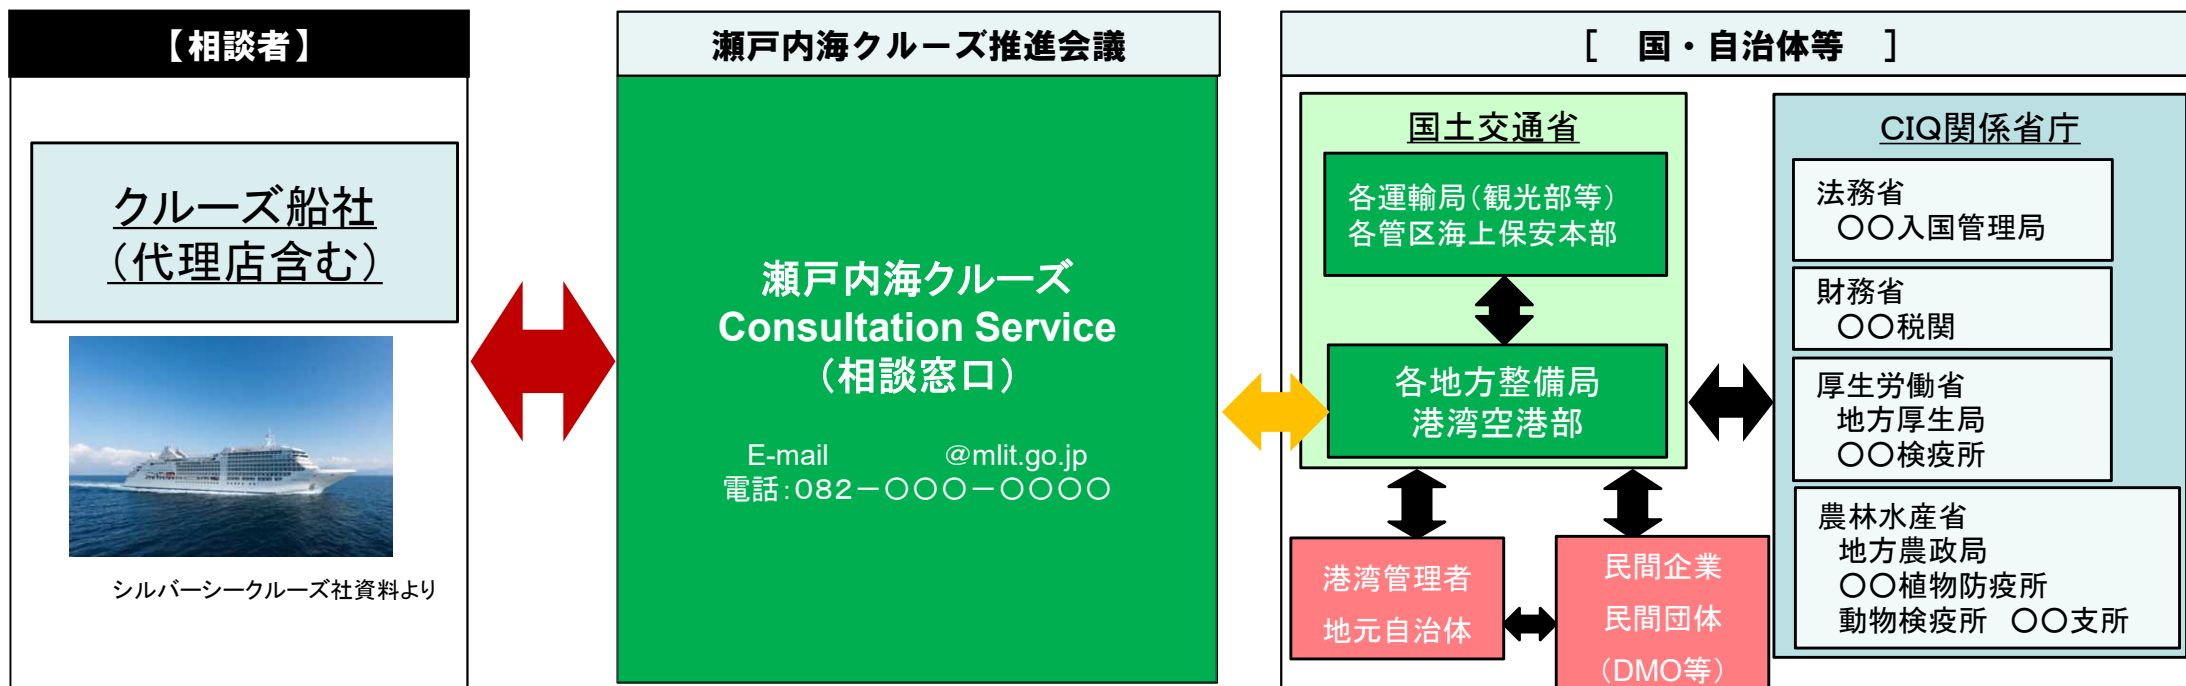 【相談者】
クルーズ船社
（代理店含む）
シルバーシークルーズ社資料より
瀬戸内海クルーズ推進会議
瀬戸内海クルーズ
Consultation Service
（相談窓口）
E-mail @mlit.go.jp
電話：０８２－〇〇〇－〇〇〇〇
［ 国・自治体等 ］
国土交通省
各運輸局（観光部等）
各管区海上保安本部
各地方整備局
港湾空港部
港湾管理者
地元自治体
民間企業
民間団体
（DMO等）
CIQ関係省庁
法務省
〇〇入国管理局
財務省
〇〇税関
厚生労働省
地方厚生局
〇〇検疫所
農林水産省
地方農政局
〇〇植物防疫所
動物検疫所 〇〇支所